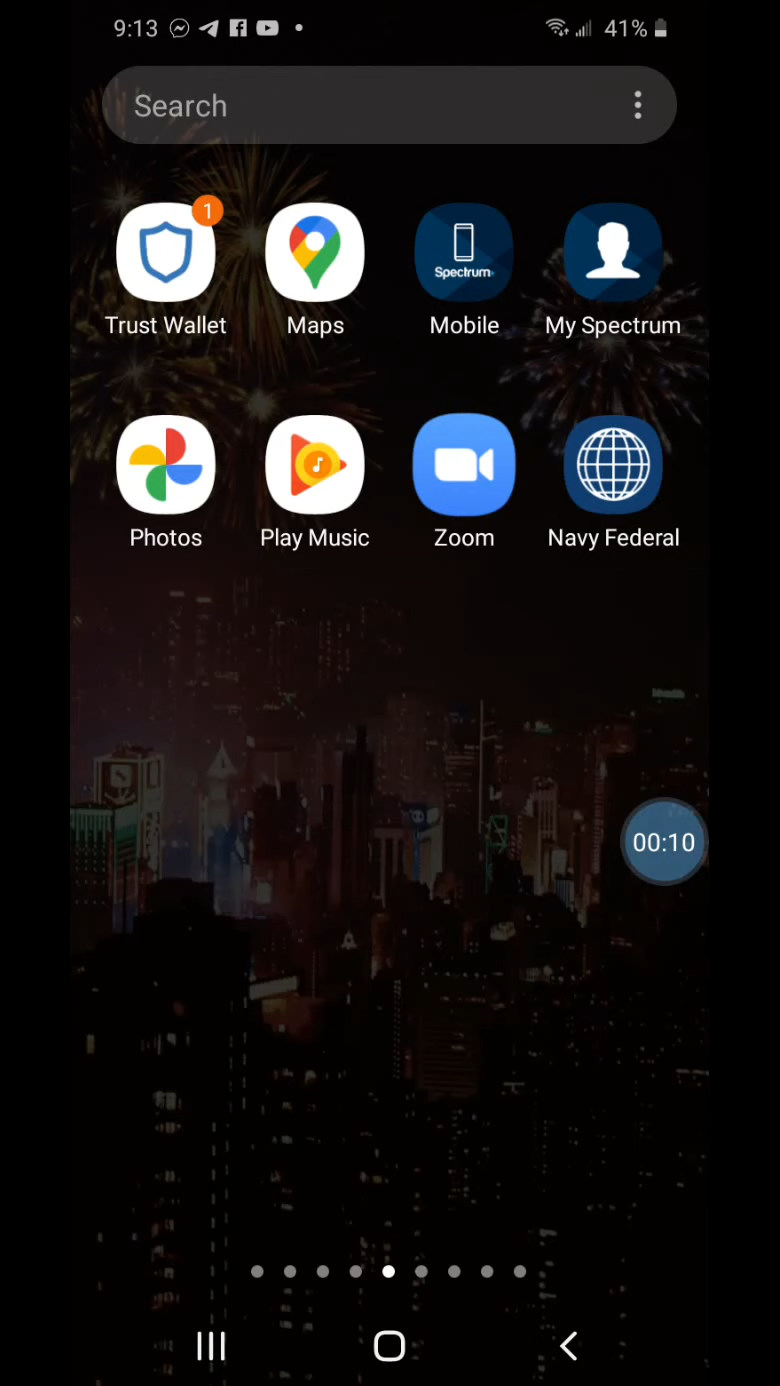 9:13
41%
Search
1
Spectrum
Trust Wallet
Maps
Mobile
My Spectrum
Photos
Play Music
Zoom
Navy Federal
00:10